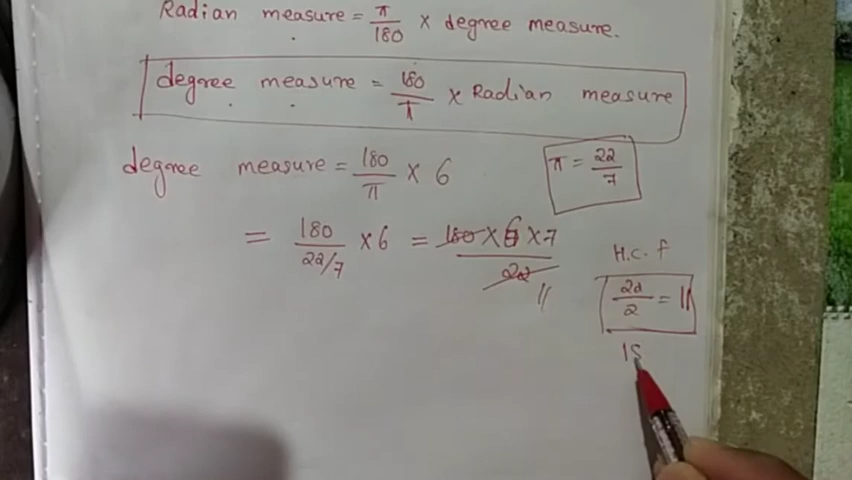 Radian measure = π/180 × degree measure.
degree measure = 180/π × Radian measure
degree measure = 180/π × 6
π = 22/7
= 180/22/7 × 6 = 180 × 6 × 7/22
11
H.c.f
22/2 = 11
18